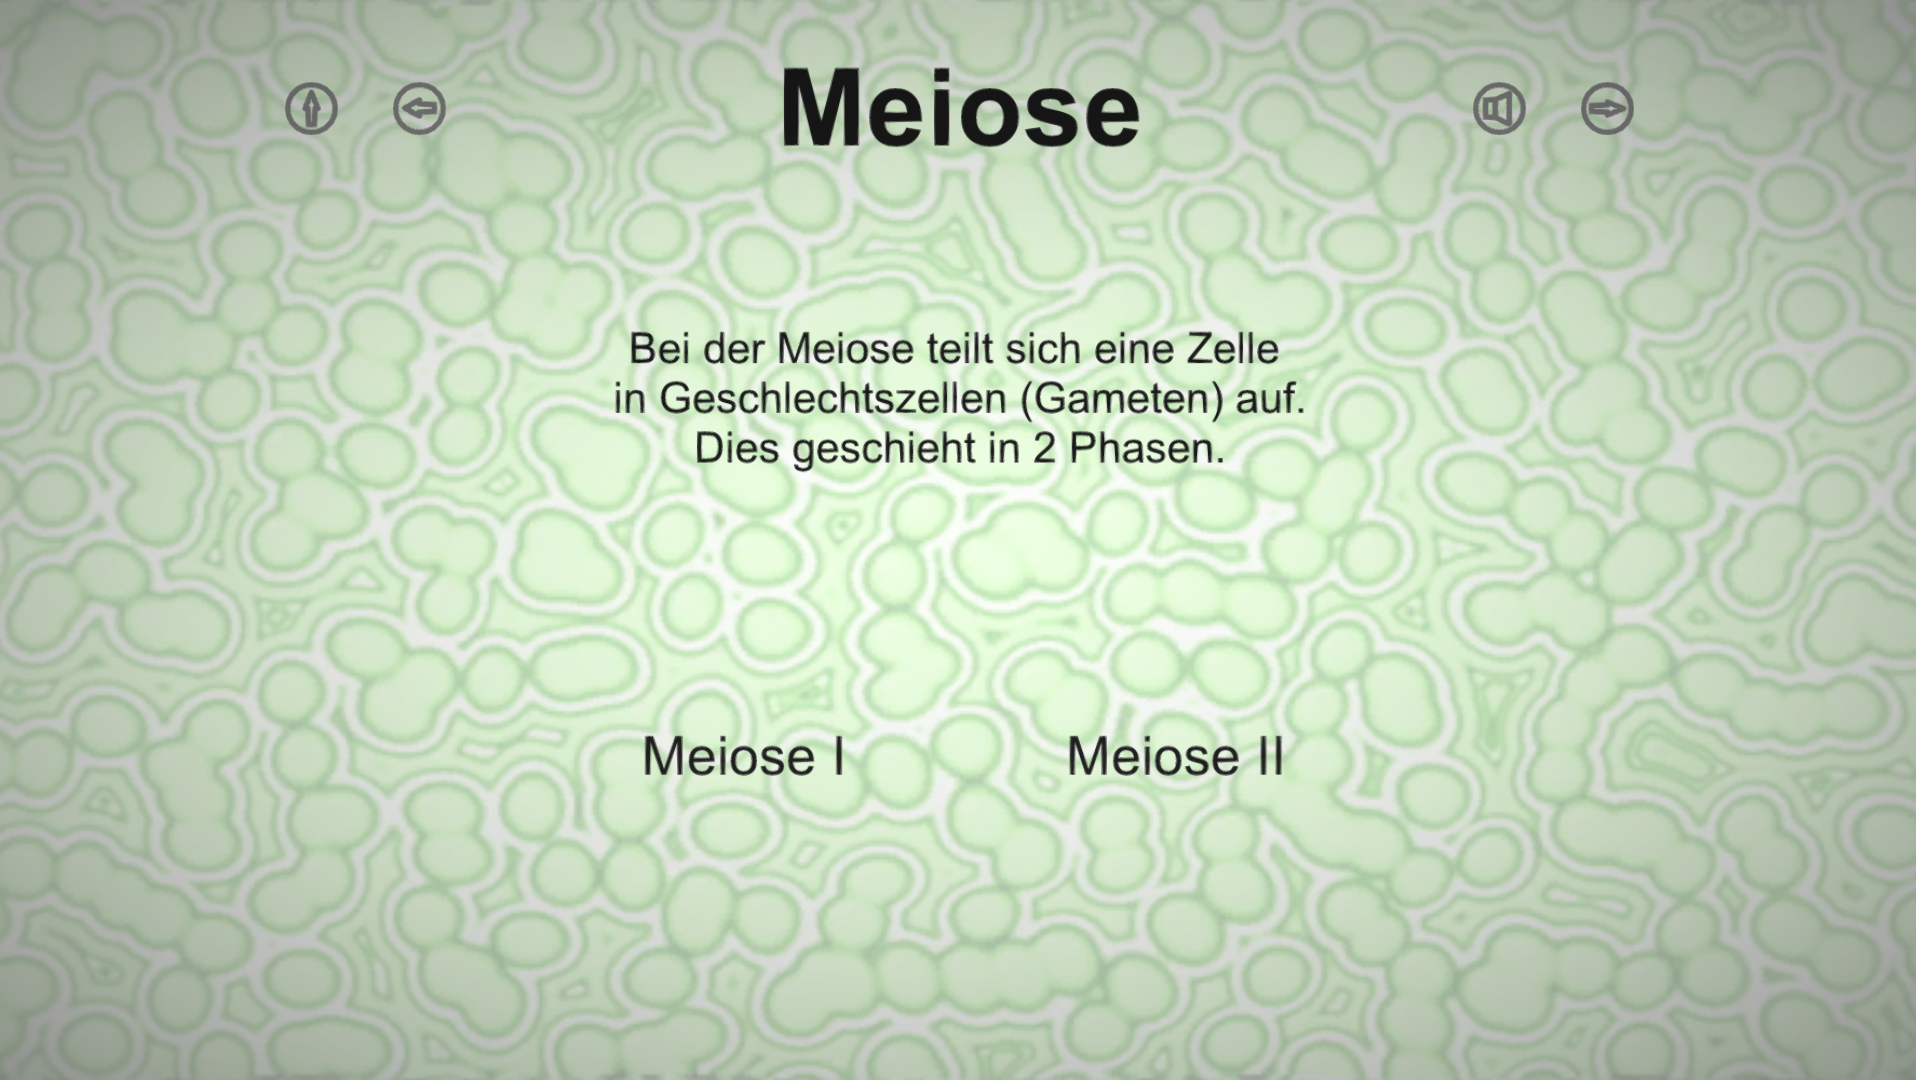 Meiose
Bei der Meiose teilt sich eine Zelle
in Geschlechtszellen (Gameten) auf.
Dies geschieht in 2 Phasen.
Meiose I
Meiose II